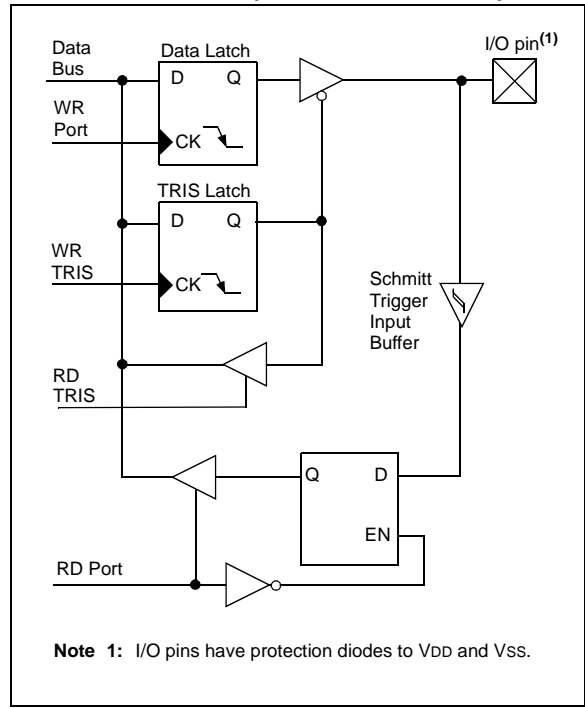 Data
Bus
Data Latch
I/O pin(1)
D Q
WR
Port
CK
TRIS Latch
D Q
WR
TRIS
CK
Schmitt
Trigger
Input
Buffer
RD
TRIS
Q D
EN
RD Port
Note 1: I/O pins have protection diodes to VDD and VSS.